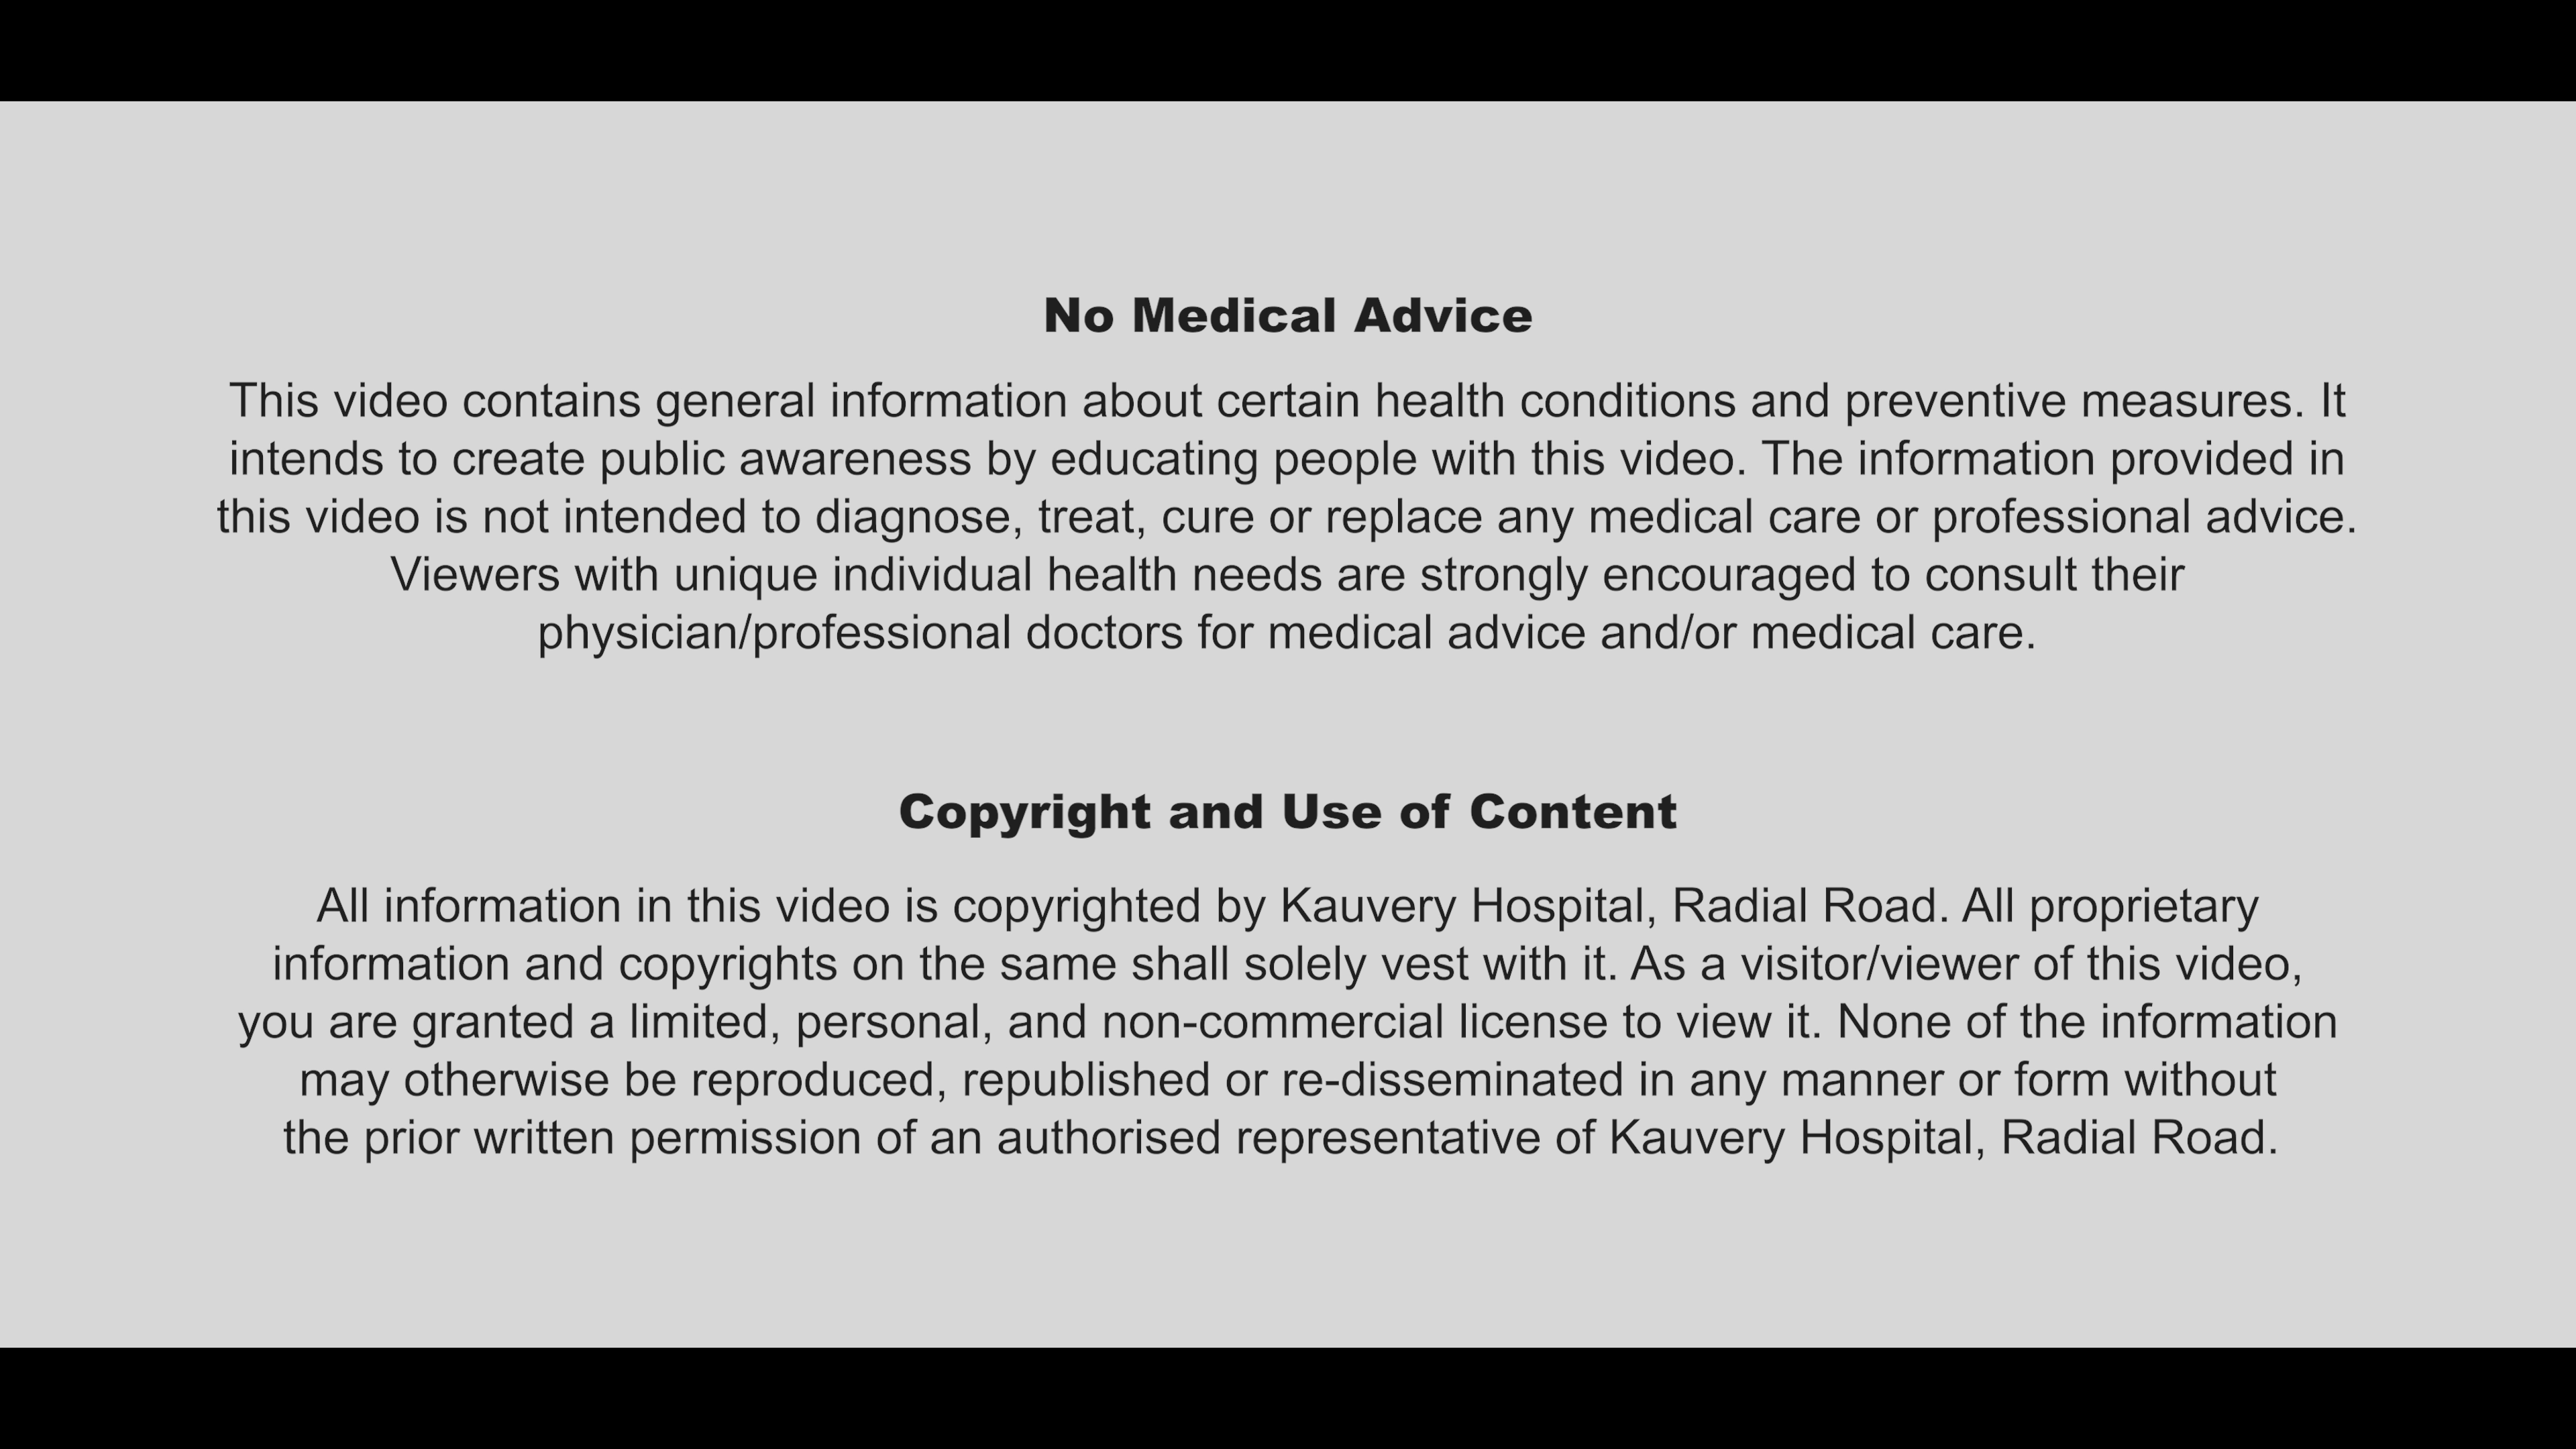 No Medical Advice
This video contains general information about certain health conditions and preventive measures. It
intends to create public awareness by educating people with this video. The information provided in
this video is not intended to diagnose, treat, cure or replace any medical care or professional advice.
Viewers with unique individual health needs are strongly encouraged to consult their
physician/professional doctors for medical advice and/or medical care.
Copyright and Use of Content
All information in this video is copyrighted by Kauvery Hospital, Radial Road. All proprietary
information and copyrights on the same shall solely vest with it. As a visitor/viewer of this video,
you are granted a limited, personal, and non-commercial license to view it. None of the information
may otherwise be reproduced, republished or re-disseminated in any manner or form without
the prior written permission of an authorised representative of Kauvery Hospital, Radial Road.